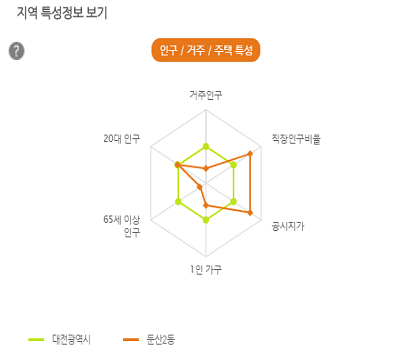 지역 특성정보 보기
?
인구 / 거주 / 주택 특성
거주인구
20대 인구
직장인구비율
65세 이상
인구
공시지가
1인 가구
대전광역시
둔산2동